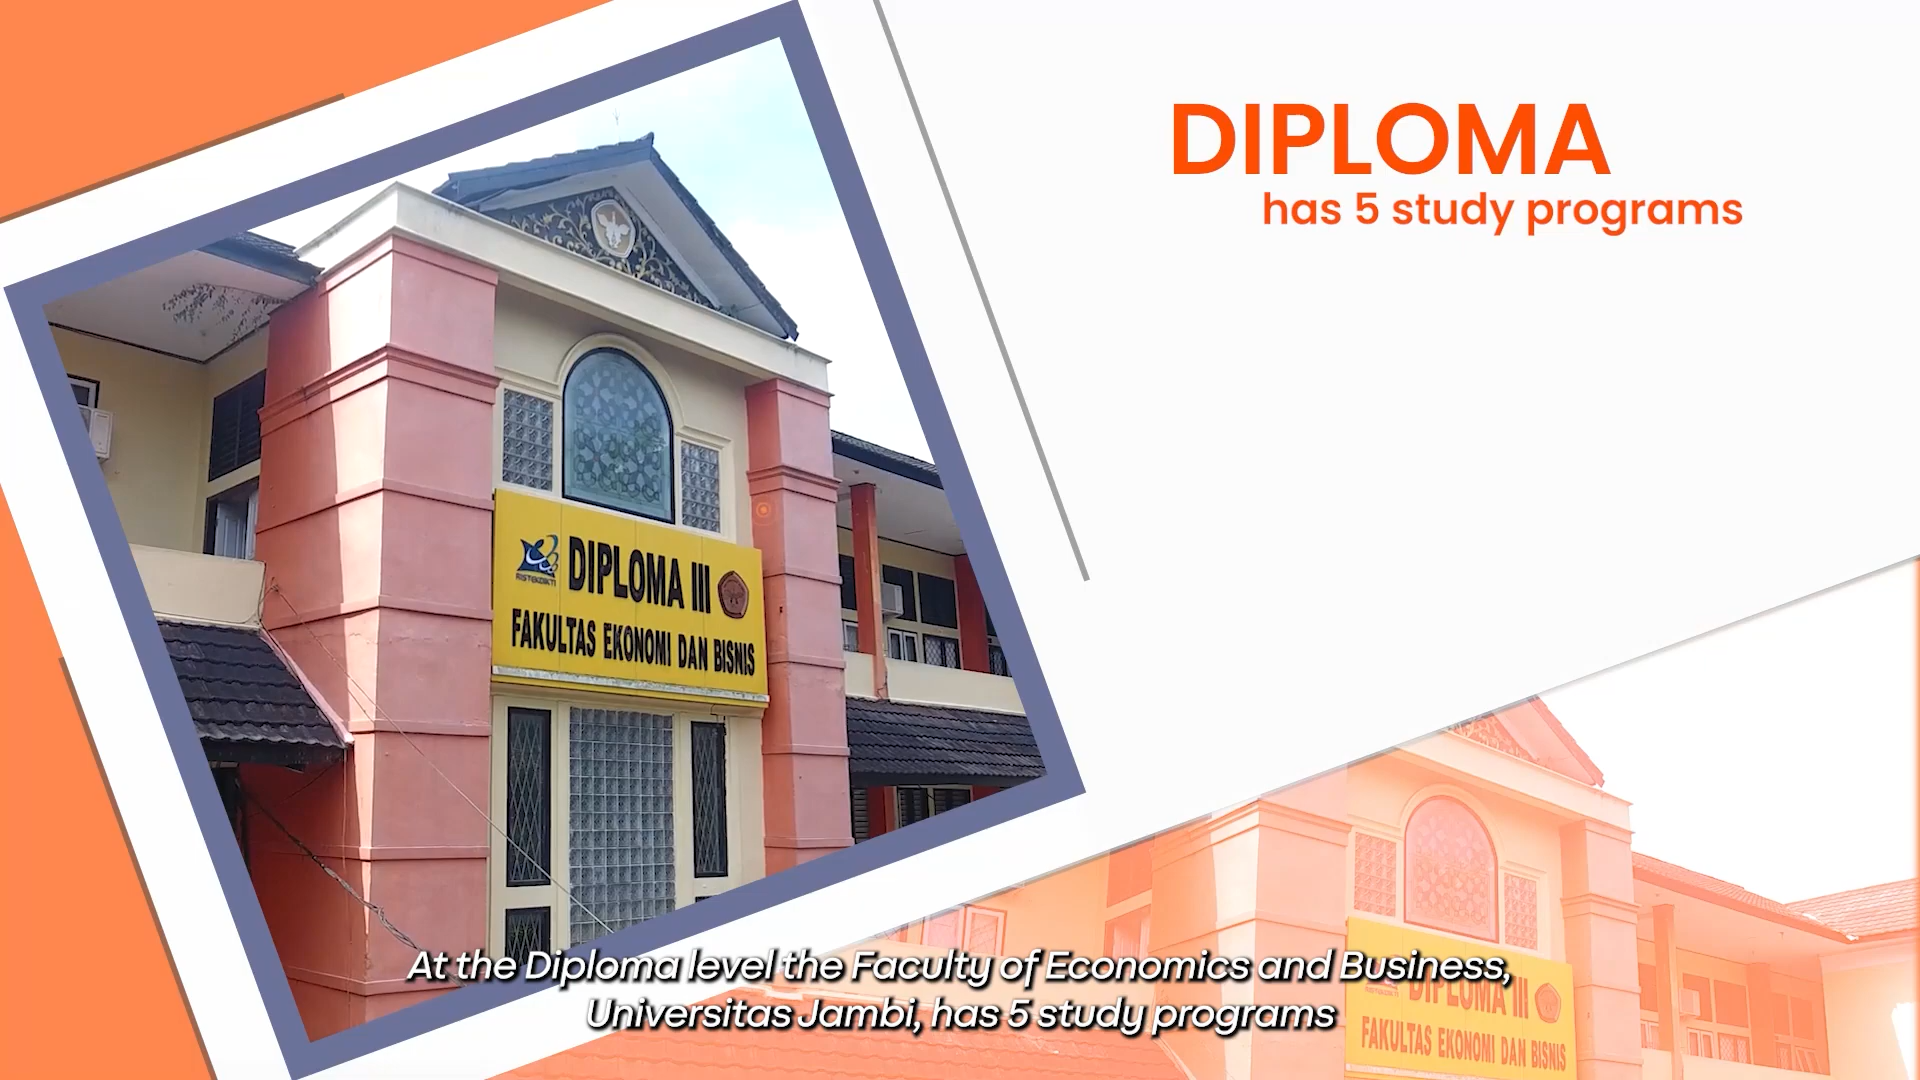 DIPLOMA
has 5 study programs
RISTEKDIKTI
DIPLOMA III
FAKULTAS EKONOMI DAN BISNIS
At the Diploma level the Faculty of Economics and Business,
Universitas Jambi, has 5 study programs
DIPLOMA III
FAKULTAS EKONOMI DAN BISNIS